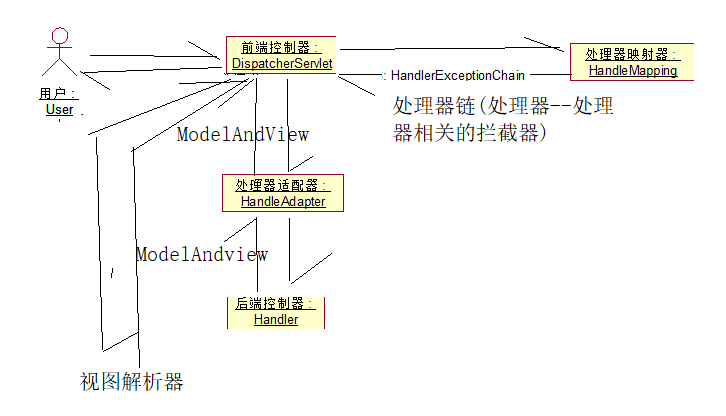 前端控制器：
DispatcherServlet
处理器映射器：
HandleMapping
: HandlerExceptionChain
用户：
User
处理器链(处理器--处理
器相关的拦截器)
ModelAndView
处理器适配器：
HandleAdapter
ModelAndview
后端控制器：
Handler
视图解析器